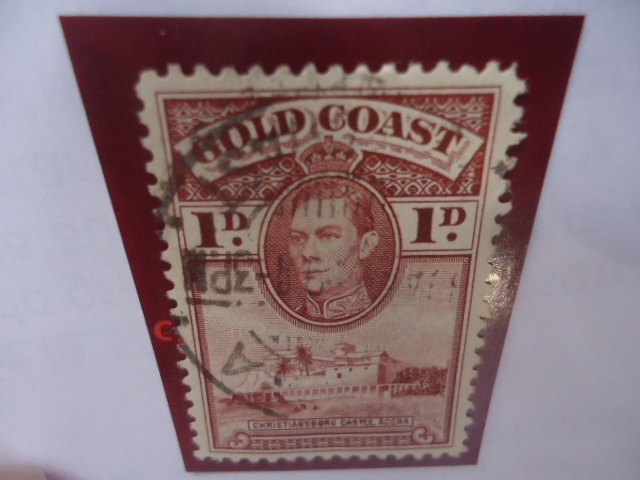 GOLD COAST
1D. 1D.
C.
CHRISTIANSBORG CASTLE, ACCRA